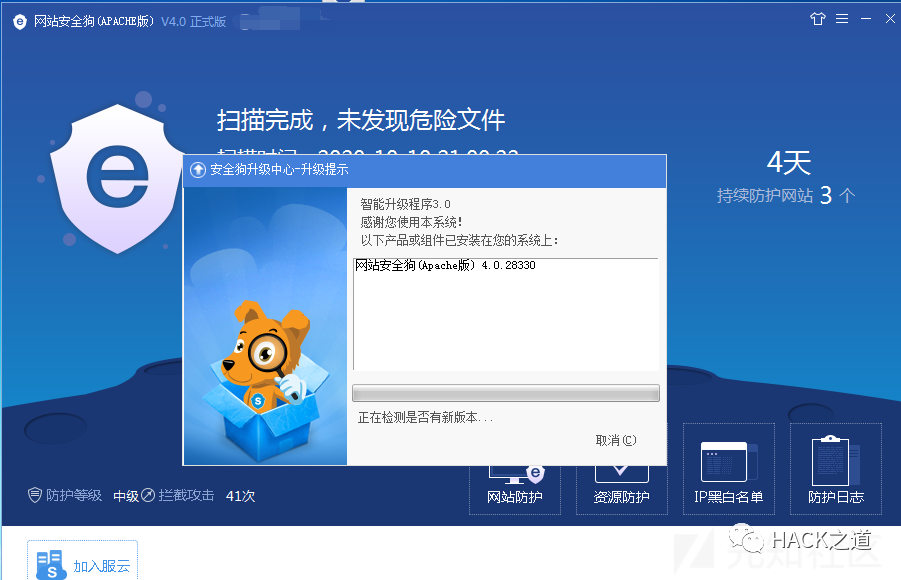 网站安全狗(APACHE版) V4.0 正式版
扫描完成，未发现危险文件
安全狗升级中心-升级提示
智能升级程序3.0
感谢您使用本系统!
以下产品或组件已安装在您的系统上:
网站安全狗(Apache版) 4.0.28330
正在检测是否有新版本...
取消(C)
4天
持续防护网站 3 个
防护等级 中级 拦截攻击 41次
网站防护
资源防护
IP黑白名单
防护日志
加入服云
HACK之道
先知社区